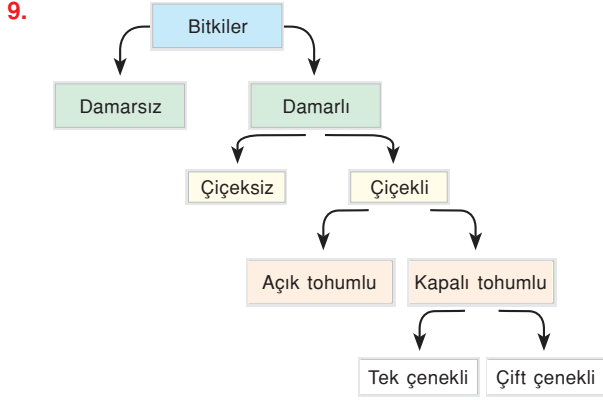 9.
Bitkiler
Damarsız
Damarlı
Çiçeksiz
Çiçekli
Açık tohumlu
Kapalı tohumlu
Tek çenekli
Çift çenekli